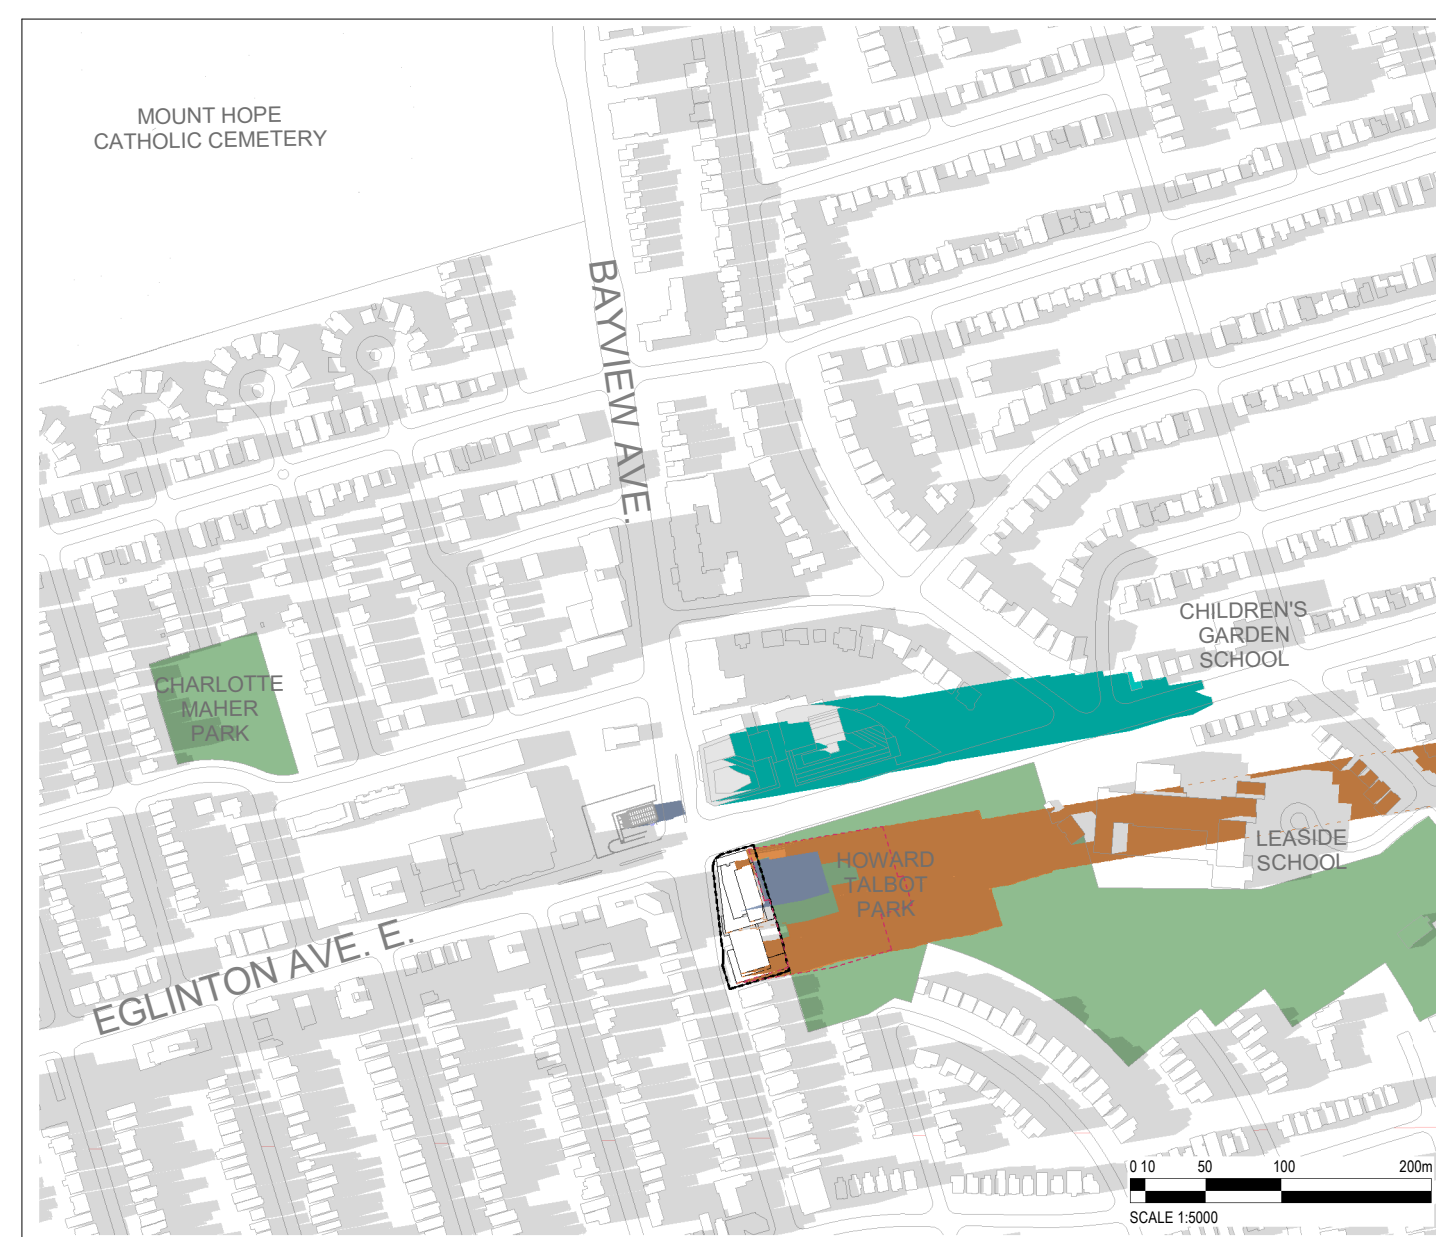 MOUNT HOPE
CATHOLIC CEMETERY
BAYVIEW AVE.
CHILDREN'S
GARDEN
SCHOOL
CHARLOTTE
MAHER
PARK
HOWARD
TALBOT
PARK
LEASIDE
SCHOOL
EGLINTON AVE. E.
0 10 50 100 200m
SCALE 1:5000